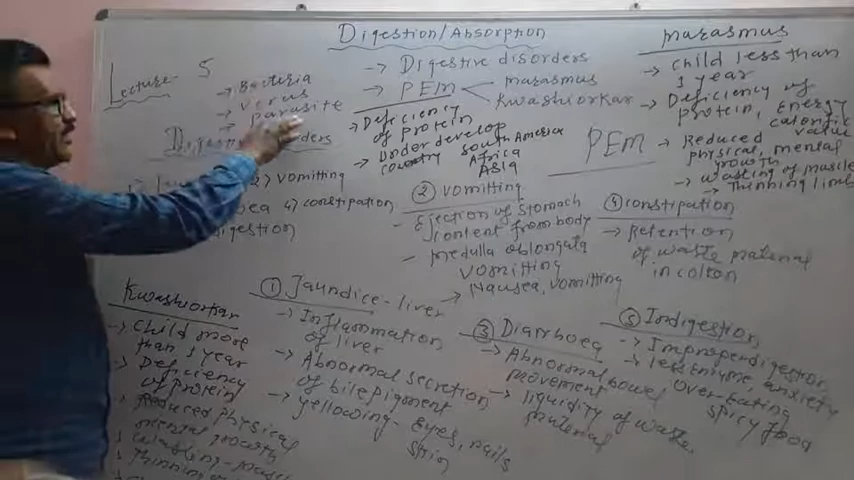 Digestion/Absorption
Lecture- 5
→ Bacteria
→ verus
→ parasite
2) vomitting
4) constipation
→ Digestive disorders
→ PEM
marasmus
Kwashiorkar
→ Deficiency
of protein
→ Under develop
country South America
Africa
Asia
marasmus
→ child less than
1 year
→ Deficiency of
protein, Energy
calorific
value
PEM
→ Reduced
physical, mental
growth
→ wasting of muscle
→ Thinning limbs
② vomitting
- Ejection of stomach
content from body
- medulla oblongata
vomitting
→ Nausea, vomitting
④ constipation
→ Retention
of waste material
in colton
Kwashiorkar
→ Child more
than 1 year
→ Deficiency
of protein
→ Reduced physical
mental growth
① Jaundice - liver
→ Inflammation
of liver
→ Abnormal secretion
of bile pigment
→ yellowing - Eyes, nails
skin
③ Diarrhoea
→ Abnormal bowel
movement
→ liquidity of waste
material
⑤ Indigestion
→ Improper digestion
→ less enzyme, anxiety
over eating
spicy food